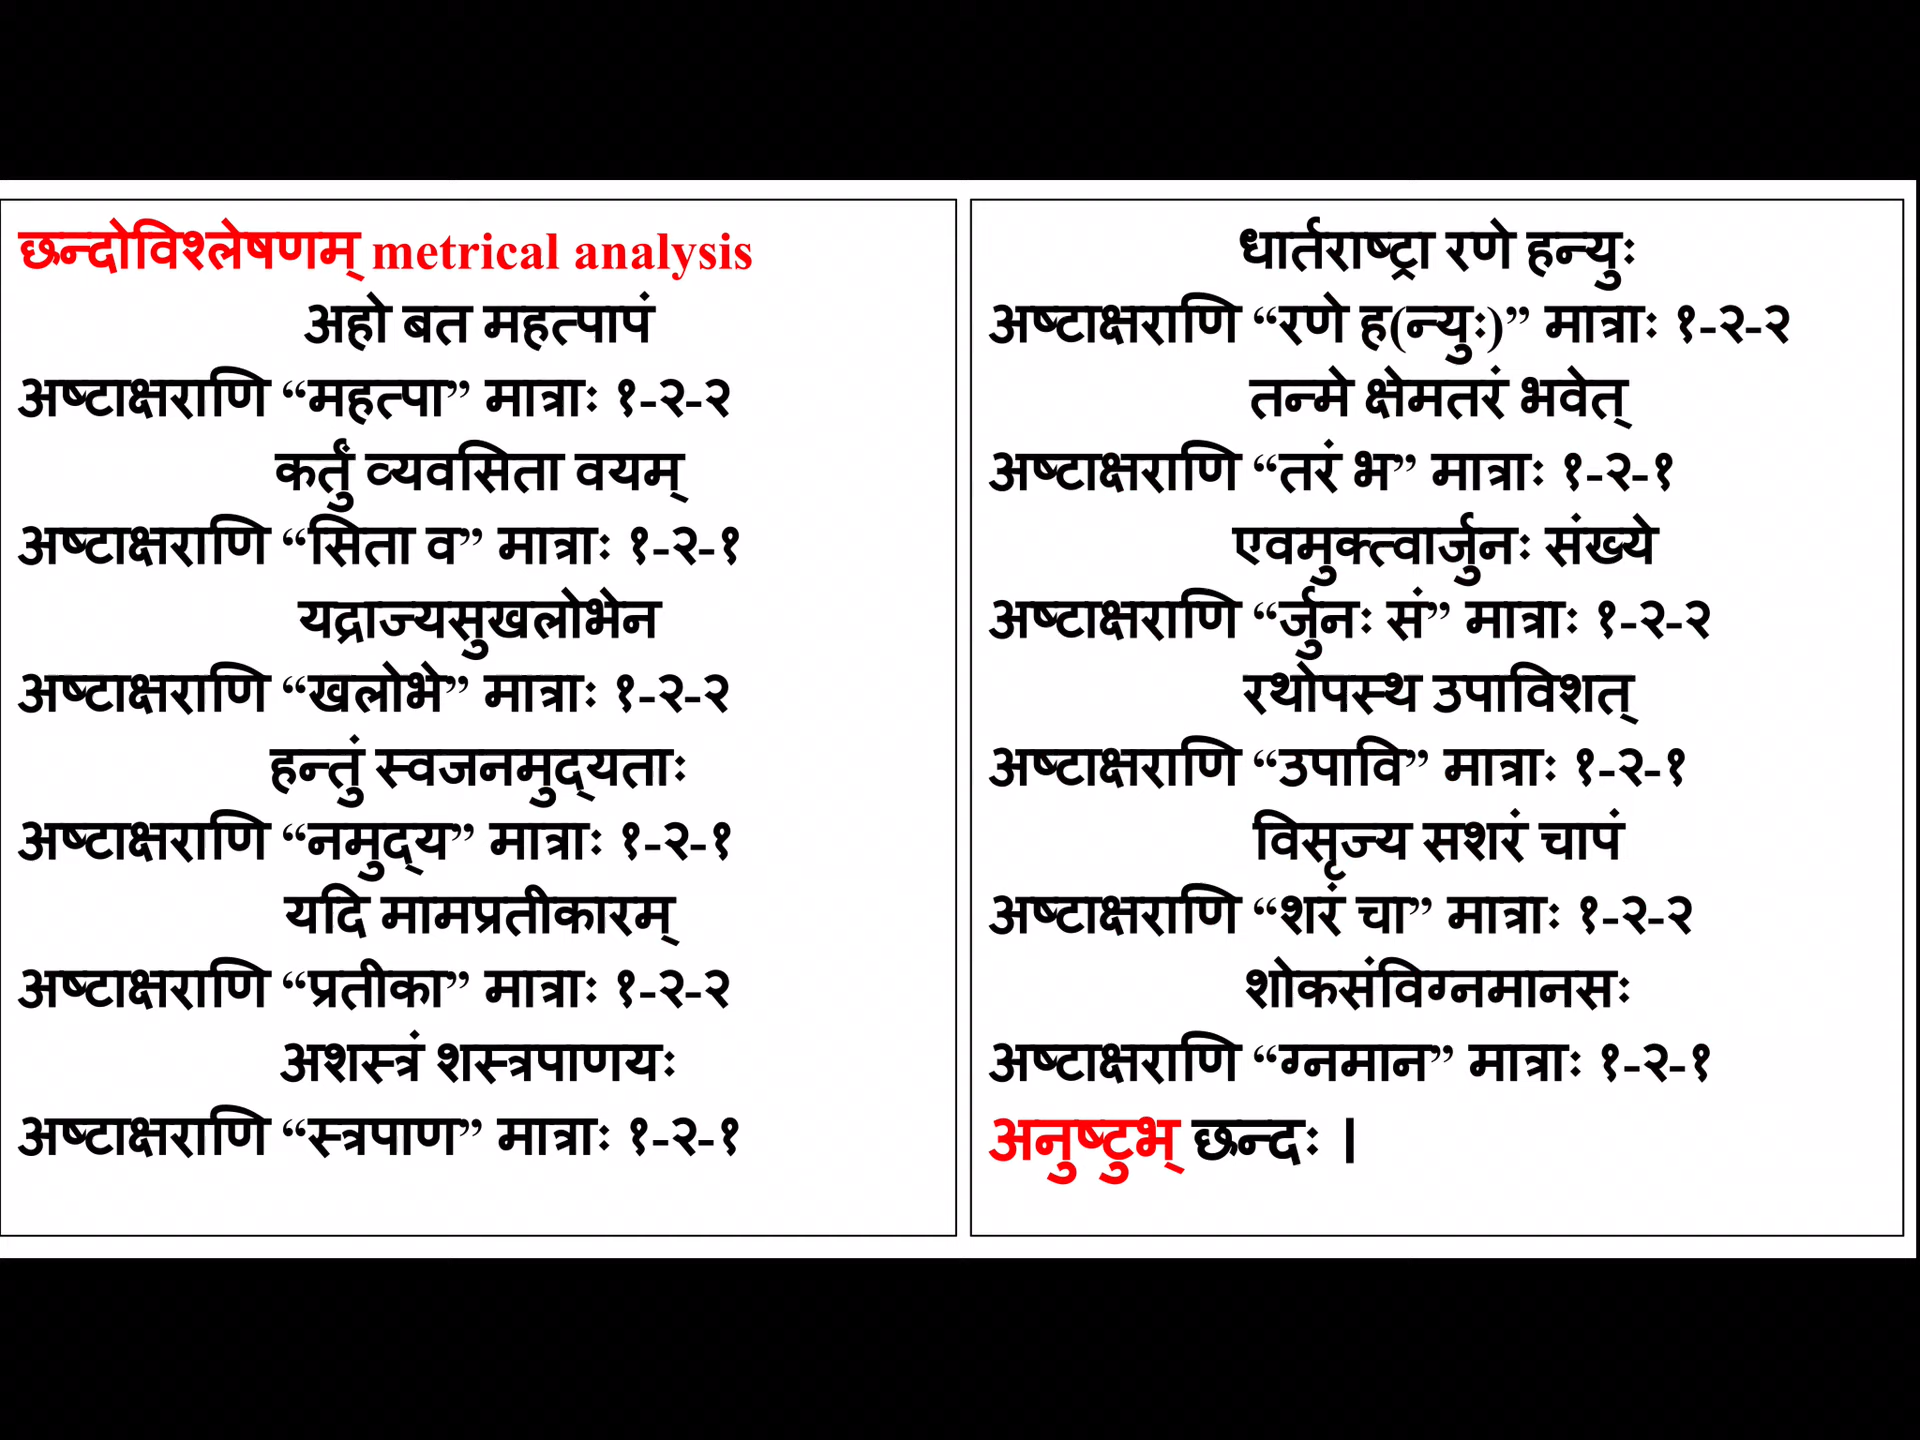 छन्दोविश्लेषणम् metrical analysis
अहो बत महत्पापं
अष्टाक्षराणि “महत्पा” मात्राः १-२-२
कर्तुं व्यवसिता वयम्
अष्टाक्षराणि “सिता व” मात्राः १-२-१
यद्राज्यसुखलोभेन
अष्टाक्षराणि “खलोभे” मात्राः १-२-२
हन्तुं स्वजनमुद्‌यताः
अष्टाक्षराणि “नमुद्‌य” मात्राः १-२-१
यदि मामप्रतीकारम्
अष्टाक्षराणि “प्रतीका” मात्राः १-२-२
अशस्त्रं शस्त्रपाणयः
अष्टाक्षराणि “स्त्रपाण” मात्राः १-२-१
धार्तराष्ट्रा रणे हन्युः
अष्टाक्षराणि “रणे ह(न्युः)” मात्राः १-२-२
तन्मे क्षेमतरं भवेत्
अष्टाक्षराणि “तरं भ” मात्राः १-२-१
एवमुक्त्वार्जुनः संख्ये
अष्टाक्षराणि “र्जुनः सं” मात्राः १-२-२
रथोपस्थ उपाविशत्
अष्टाक्षराणि “उपावि” मात्राः १-२-१
विसृज्य सशरं चापं
अष्टाक्षराणि “शरं चा” मात्राः १-२-२
शोकसंविग्नमानसः
अष्टाक्षराणि “ग्नमान” मात्राः १-२-१
अनुष्टुभ् छन्दः ।